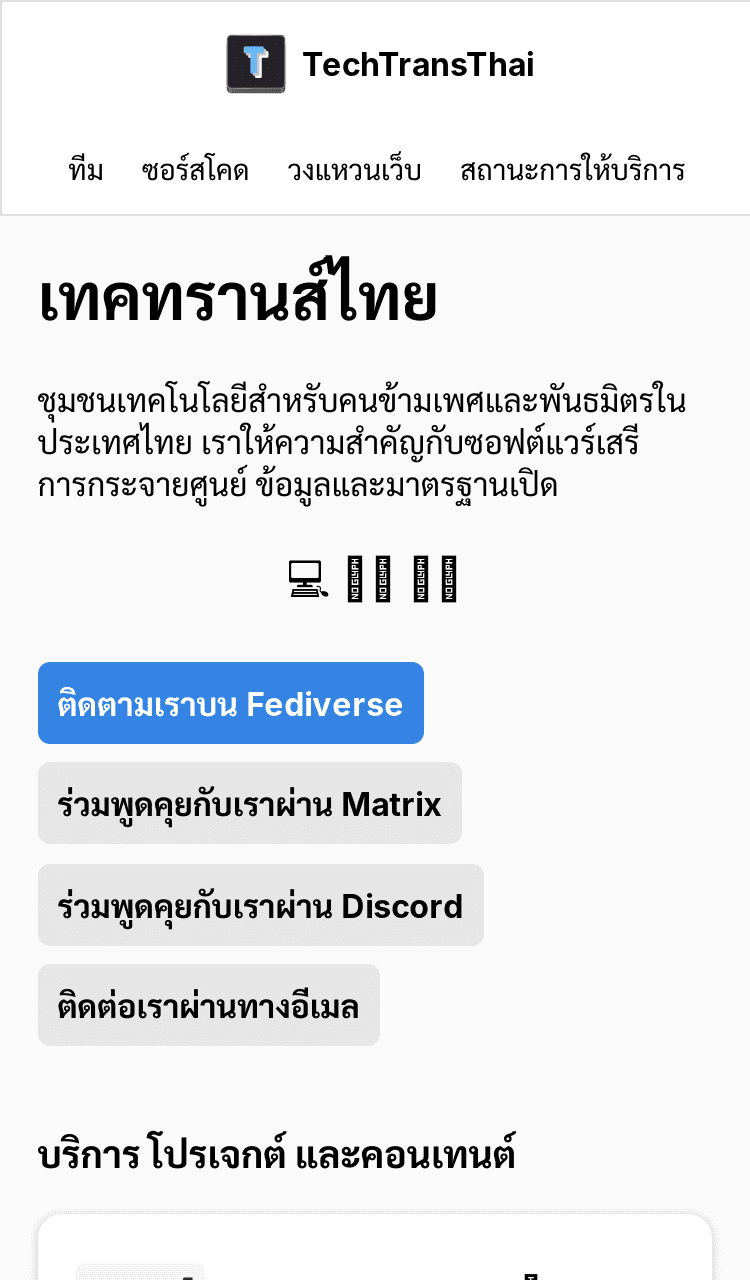 TechTransThai
ทีม ซอร์สโคด วงแหวนเว็บ สถานะการให้บริการ
เทคทรานส์ไทย
ชุมชนเทคโนโลยีสำหรับคนข้ามเพศและพันธมิตรใน
ประเทศไทย เราให้ความสำคัญกับซอฟต์แวร์เสรี
การกระจายศูนย์ ข้อมูลและมาตรฐานเปิด
ติดตามเราบน Fediverse
ร่วมพูดคุยกับเราผ่าน Matrix
ร่วมพูดคุยกับเราผ่าน Discord
ติดต่อเราผ่านทางอีเมล
บริการ โปรเจกต์ และคอนเทนต์